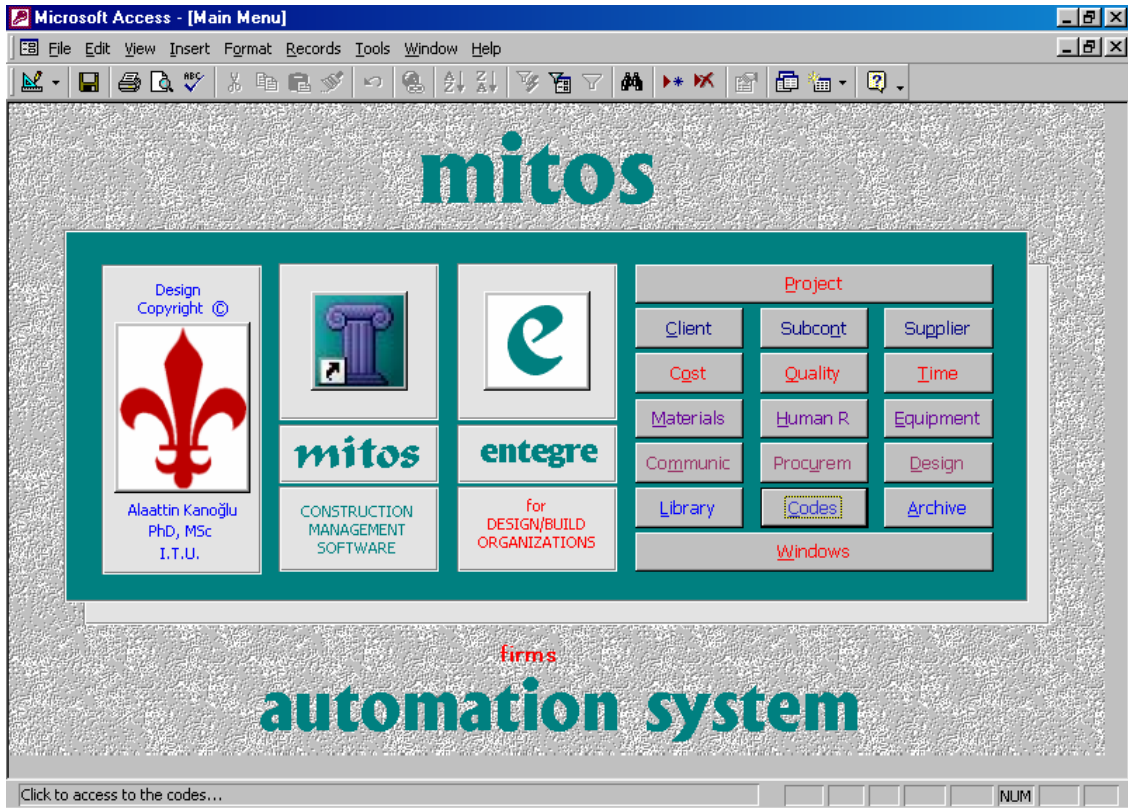 Microsoft Access - [Main Menu]
File Edit View Insert Format Records Tools Window Help
mitos
Design
Copyright ©
Alaattin Kanoğlu
PhD, MSc
I.T.U.
mitos
CONSTRUCTION
MANAGEMENT
SOFTWARE
e
entegre
for
DESIGN/BUILD
ORGANIZATIONS
Project
Client Subcont Supplier
Cost Quality Time
Materials Human R Equipment
Communic Procurem Design
Library Codes Archive
Windows
firms
automation system
Click to access to the codes...
NUM